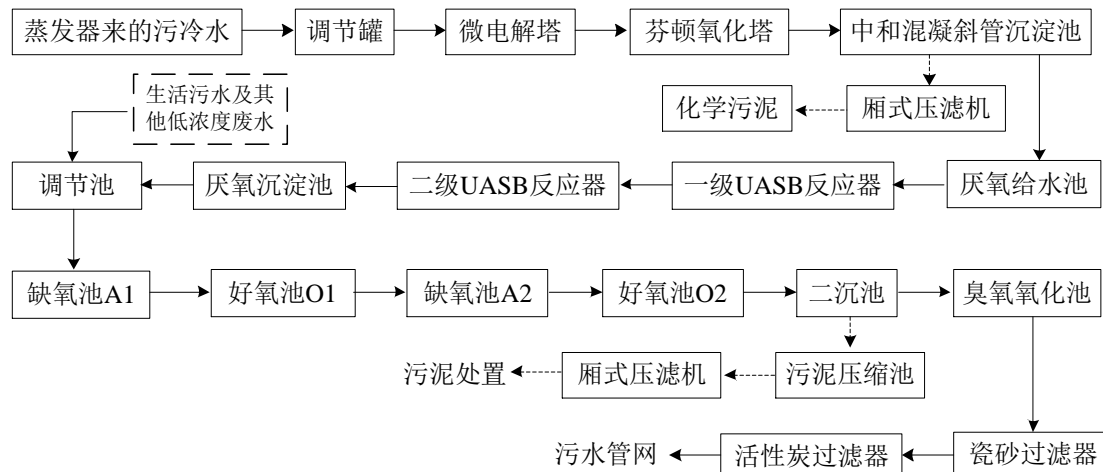 蒸发器来的污冷水
调节罐
微电解塔
芬顿氧化塔
中和混凝斜管沉淀池
生活污水及其
他低浓度废水
化学污泥
厢式压滤机
调节池
厌氧沉淀池
二级UASB反应器
一级UASB反应器
厌氧给水池
缺氧池A1
好氧池O1
缺氧池A2
好氧池O2
二沉池
臭氧氧化池
污泥处置
厢式压滤机
污泥压缩池
污水管网
活性炭过滤器
瓷砂过滤器